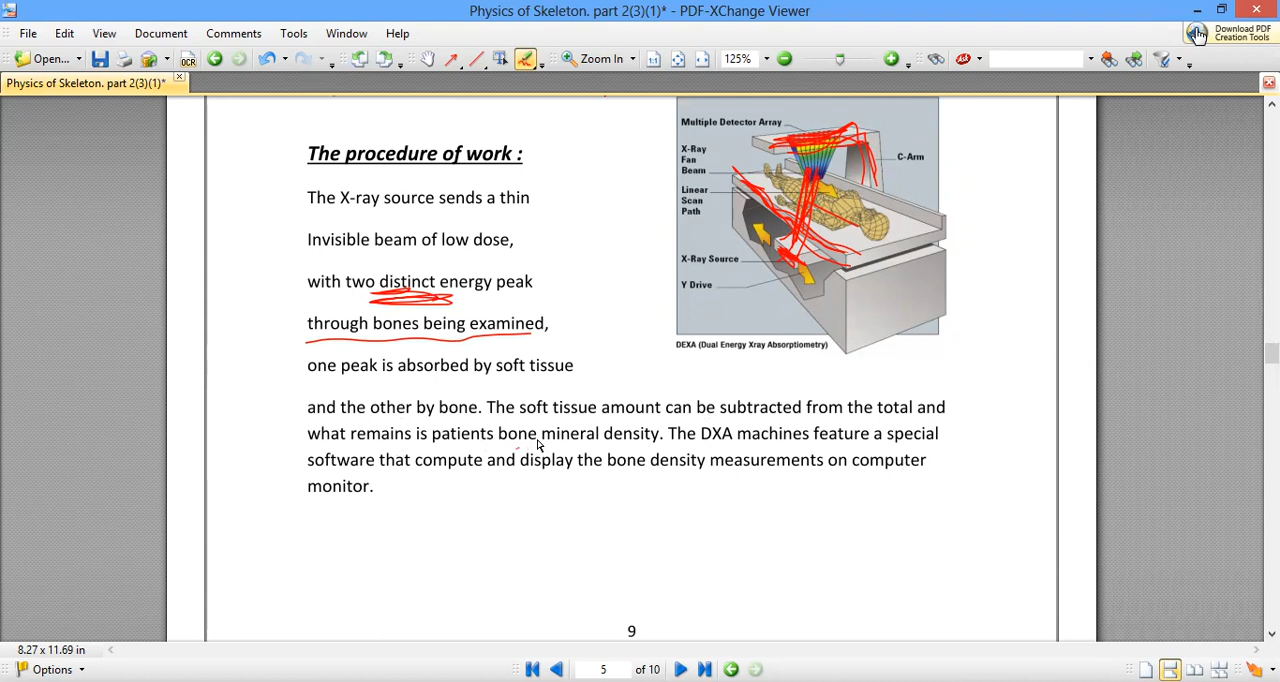 Physics of Skeleton. part 2(3)(1)* - PDF-XChange Viewer
File Edit View Document Comments Tools Window Help
Download PDF
Creation Tools
Open... OCR Zoom In 125%
Physics of Skeleton. part 2(3)(1)*
The procedure of work :
The X-ray source sends a thin
Invisible beam of low dose,
with two distinct energy peak
through bones being examined,
one peak is absorbed by soft tissue
and the other by bone. The soft tissue amount can be subtracted from the total and
what remains is patients bone mineral density. The DXA machines feature a special
software that compute and display the bone density measurements on computer
monitor.
Multiple Detector Array
X-Ray
Fan
Beam
C-Arm
Linear
Scan
Path
X-Ray Source
Y Drive
DEXA (Dual Energy Xray Absorptiometry)
9
8.27 x 11.69 in
Options 5 of 10